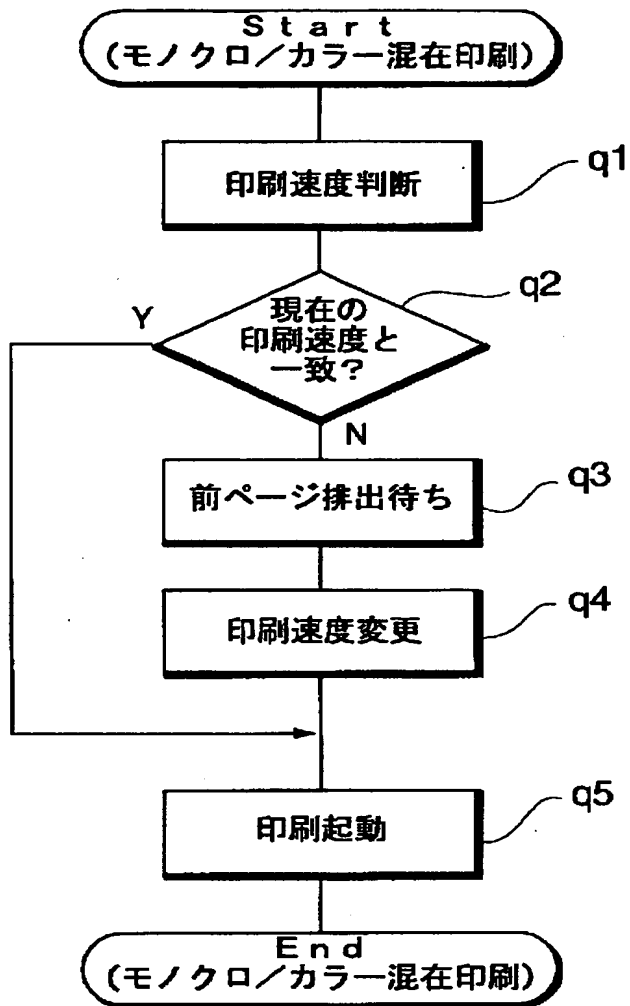 Start
(モノクロ／カラー混在印刷)
印刷速度判断
q1
現在の
印刷速度と
一致？
q2
Y
N
前ページ排出待ち
q3
印刷速度変更
q4
印刷起動
q5
End
(モノクロ／カラー混在印刷)